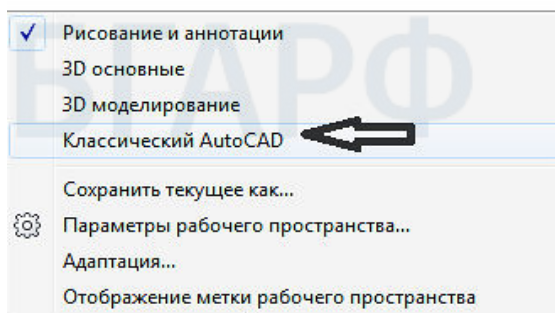 БГАРФ
Рисование и аннотации
3D основные
3D моделирование
Классический AutoCAD
Сохранить текущее как...
Параметры рабочего пространства...
Адаптация...
Отображение метки рабочего пространства